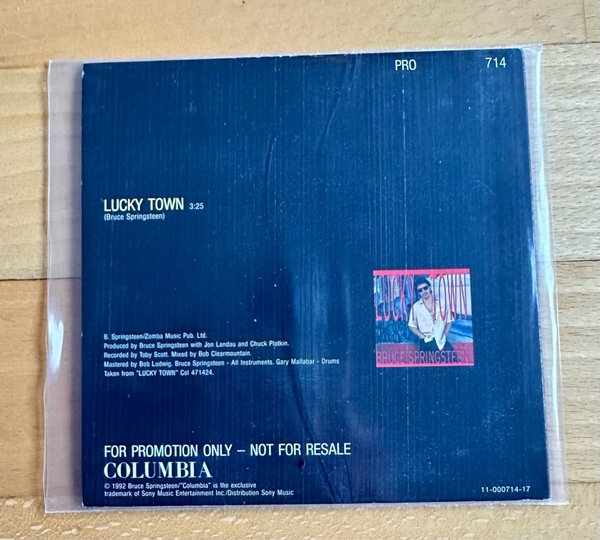 PRO 714
LUCKY TOWN 3:25
(Bruce Springsteen)
LUCKY TOWN
BRUCE SPRINGSTEEN
B. Springsteen/Zomba Music Pub. Ltd.
Produced by Bruce Springsteen with Jon Landau and Chuck Plotkin.
Recorded by Toby Scott. Mixed by Bob Clearmountain.
Mastered by Bob Ludwig. Bruce Springsteen - All Instruments. Gary Mallabar - Drums
Taken from "LUCKY TOWN" Col 471424.
FOR PROMOTION ONLY – NOT FOR RESALE
COLUMBIA
© 1992 Bruce Springsteen/"Columbia" is the exclusive
trademark of Sony Music Entertainment Inc./Distribution Sony Music
11-000714-17